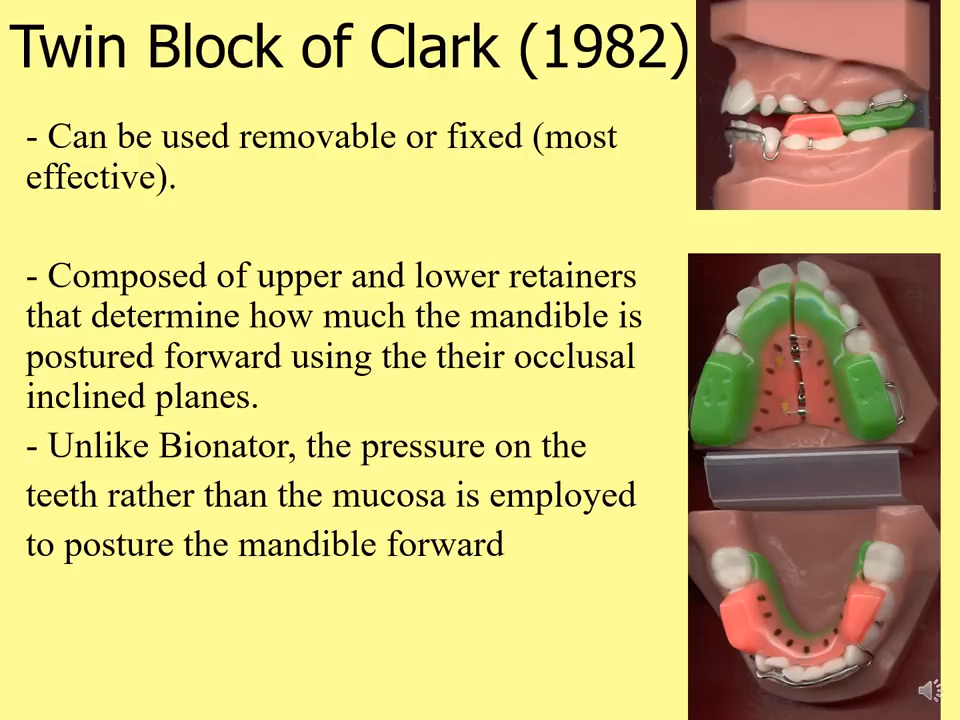 Twin Block of Clark (1982)
- Can be used removable or fixed (most
effective).
- Composed of upper and lower retainers
that determine how much the mandible is
postured forward using the their occlusal
inclined planes.
- Unlike Bionator, the pressure on the
teeth rather than the mucosa is employed
to posture the mandible forward